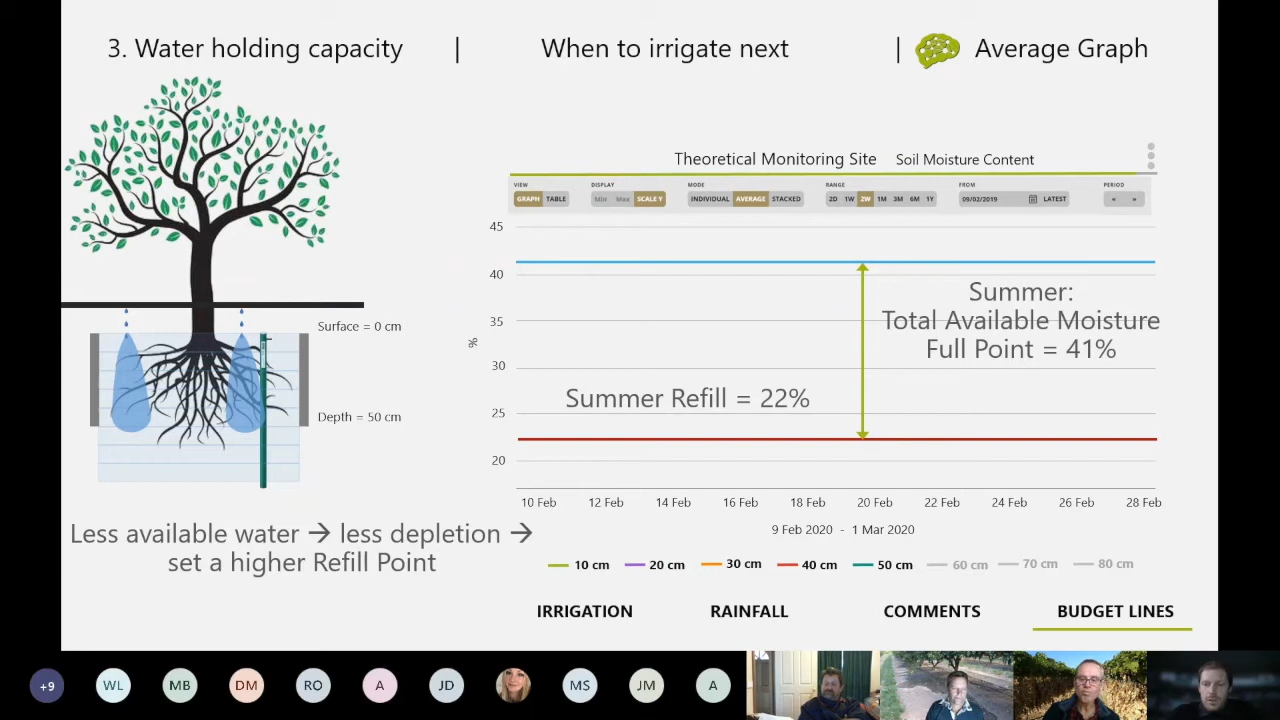 3. Water holding capacity | When to irrigate next | Average Graph
Theoretical Monitoring Site Soil Moisture Content
VIEW DISPLAY MODE RANGE FROM PERIOD
GRAPH TABLE Min Max SCALE Y INDIVIDUAL AVERAGE STACKED 2D 1W 2W 1M 3M 6M 1Y 09/02/2019 LATEST « »
45
40
35
30
25
20
%
Summer:
Total Available Moisture
Full Point = 41%
Summer Refill = 22%
Surface = 0 cm
Depth = 50 cm
10 Feb 12 Feb 14 Feb 16 Feb 18 Feb 20 Feb 22 Feb 24 Feb 26 Feb 28 Feb
9 Feb 2020 - 1 Mar 2020
Less available water → less depletion →
set a higher Refill Point
10 cm 20 cm 30 cm 40 cm 50 cm 60 cm 70 cm 80 cm
IRRIGATION RAINFALL COMMENTS BUDGET LINES
+9 WL MB DM RO A JD MS JM A